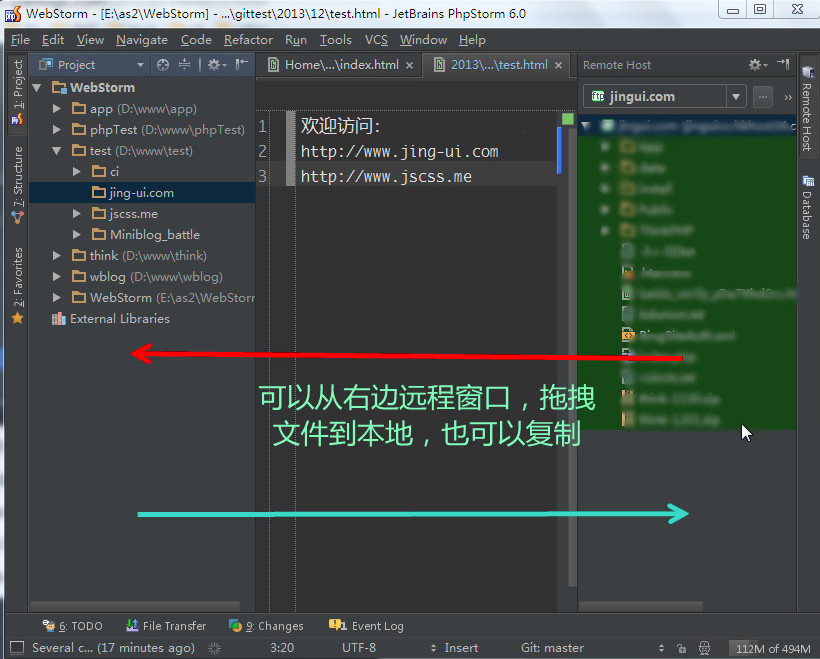 WebStorm - [E:\as2\WebStorm] - ...\gittest\2013\12\test.html - JetBrains PhpStorm 6.0
File Edit View Navigate Code Refactor Run Tools VCS Window Help
Project
Home\...\index.html
2013\...\test.html
Remote Host
1: Project
7: Structure
2: Favorites
WebStorm
app (D:\www\app)
phpTest (D:\www\phpTest)
test (D:\www\test)
ci
jing-ui.com
jscss.me
Miniblog_battle
think (D:\www\think)
wblog (D:\www\wblog)
WebStorm (E:\as2\WebStorm
External Libraries
1 欢迎访问:
2 http://www.jing-ui.com
3 http://www.jscss.me
jingui.com
Remote Host
Database
可以从右边远程窗口，拖拽
文件到本地，也可以复制
6: TODO File Transfer 9: Changes 1 Event Log
Several c... (17 minutes ago) 3:20 UTF-8 Insert Git: master 112M of 494M